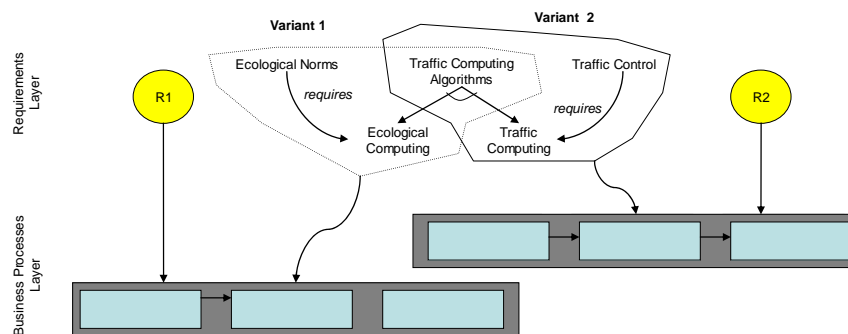 Variant 1
Variant 2
Requirements
Layer
Ecological Norms
Traffic Computing
Algorithms
Traffic Control
R1
requires
requires
R2
Ecological
Computing
Traffic
Computing
Business Processes
Layer